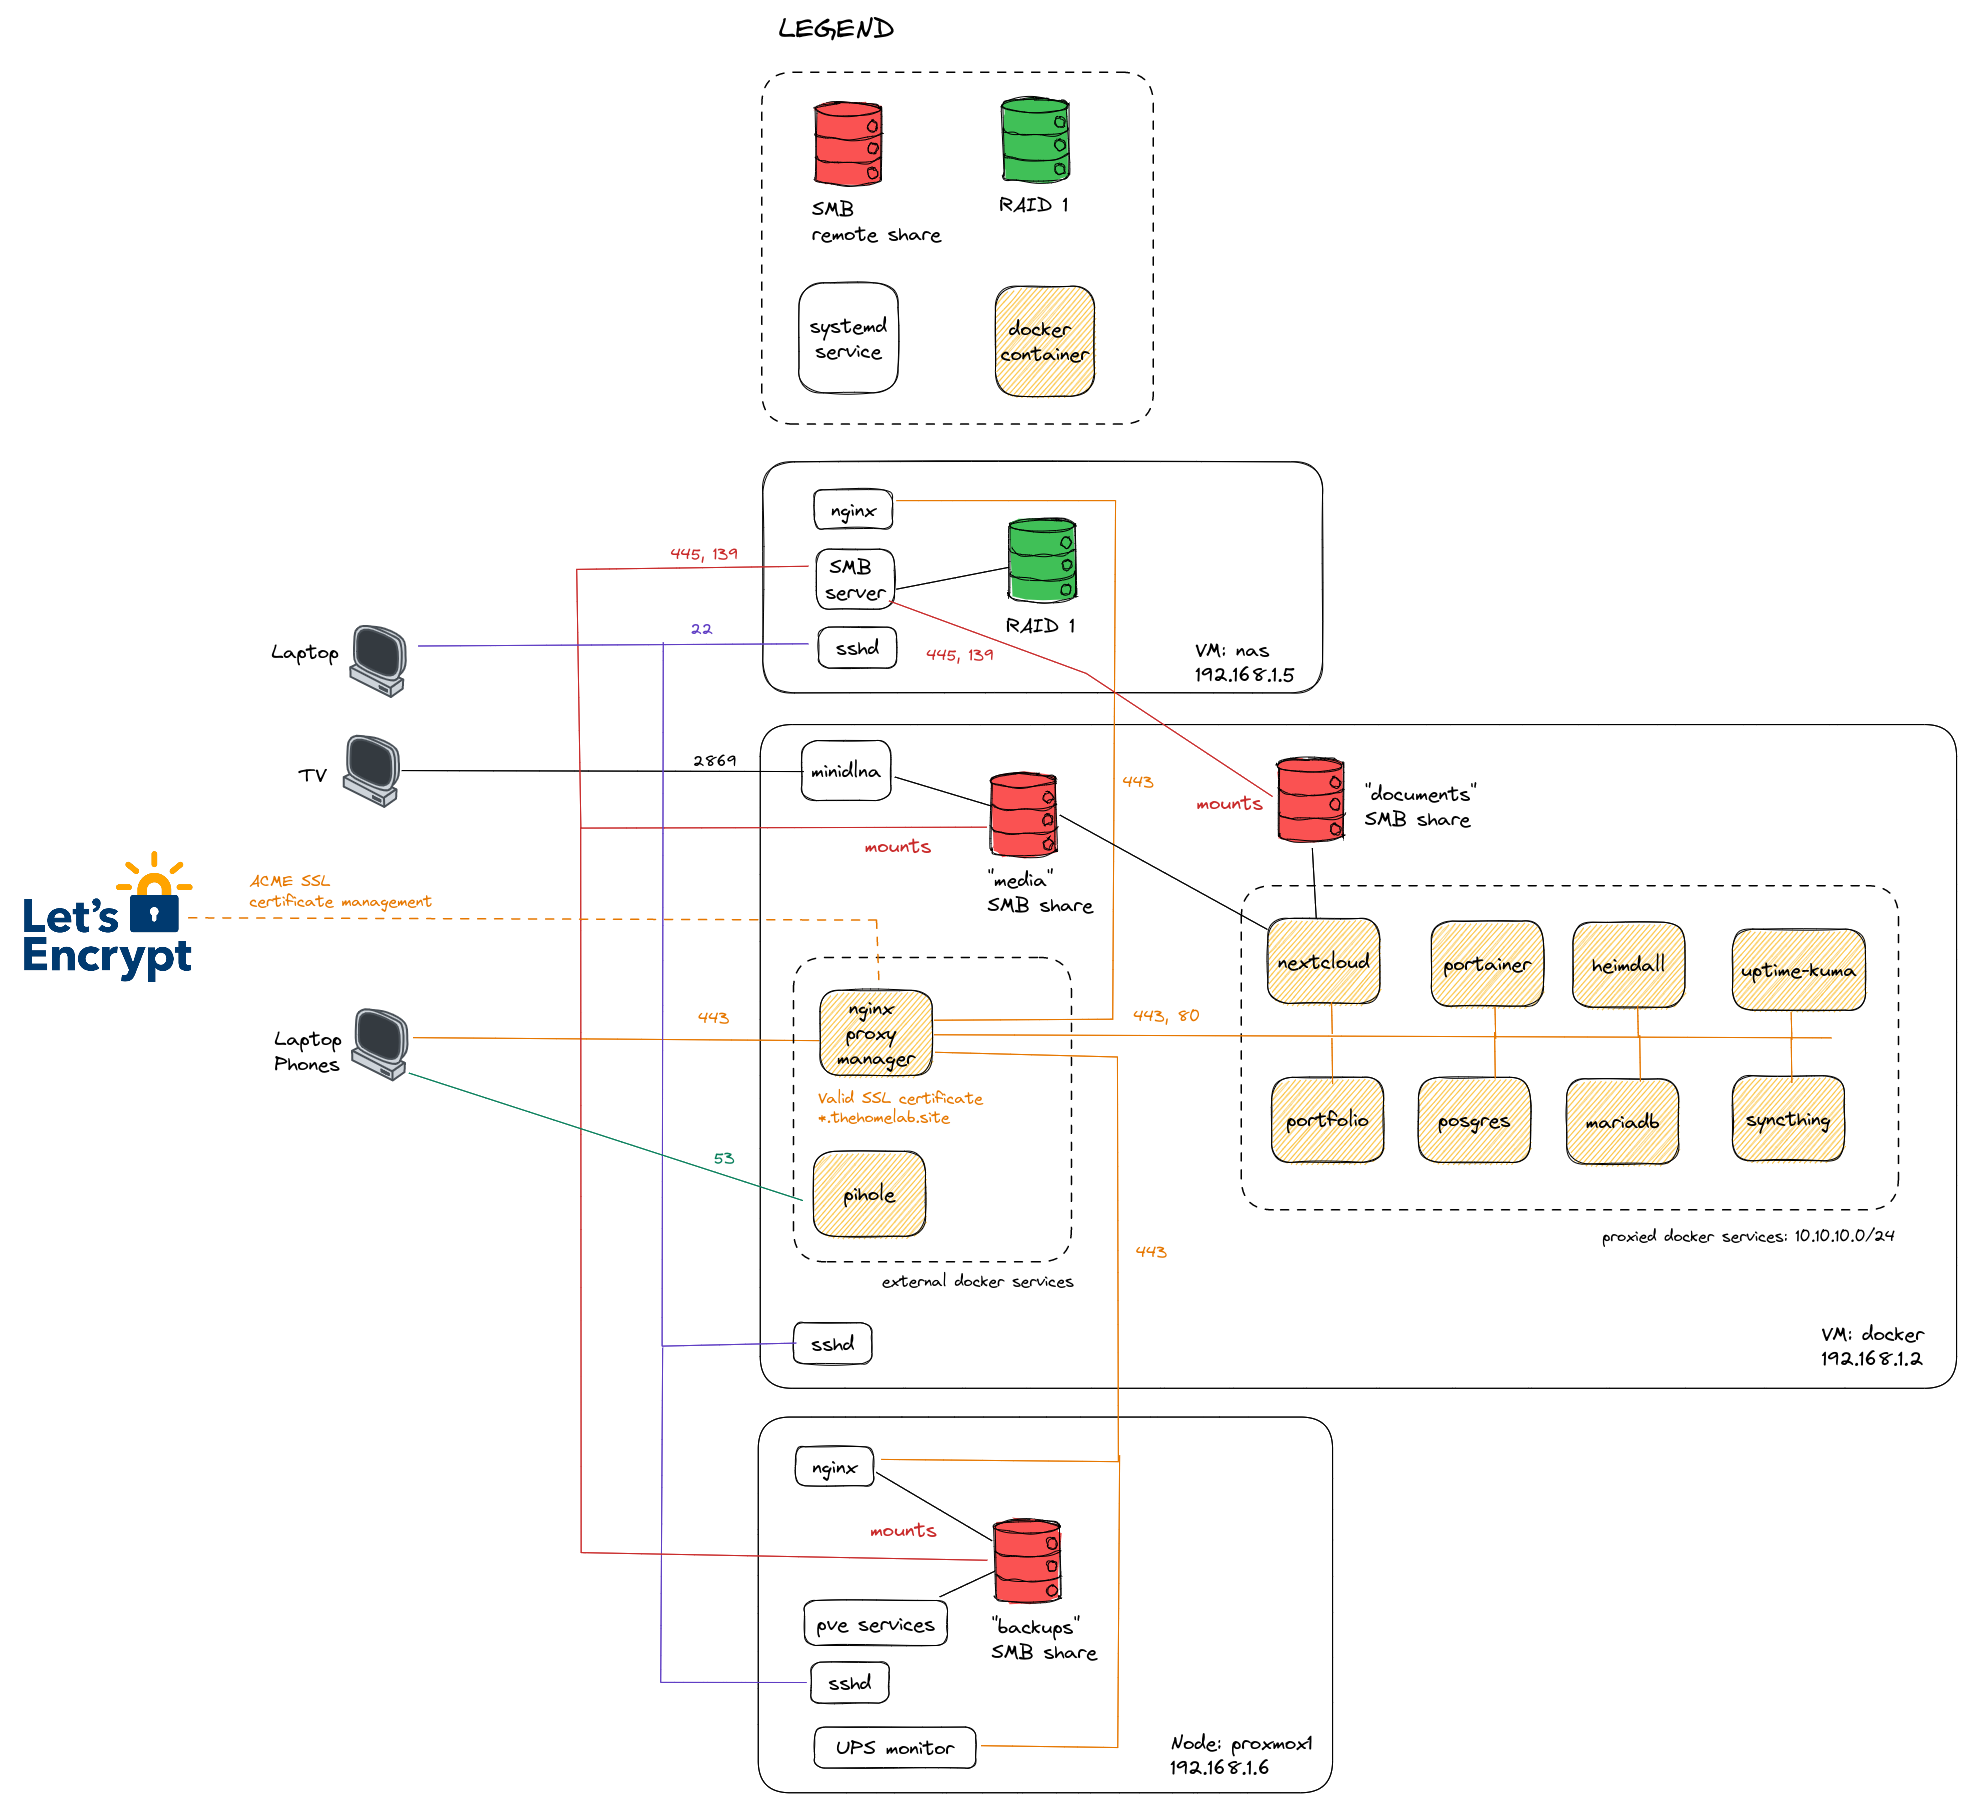 LEGEND
SMB
remote share
RAID 1
systemd
service
docker
container
nginx
445, 139
SMB
server
RAID 1
22
sshd
445, 139
Laptop
VM: nas
192.168.1.5
TV
2869
minidlna
443
mounts
"documents"
SMB share
mounts
"media"
SMB share
Let's
Encrypt
ACME SSL
certificate management
nextcloud
portainer
heimdall
uptime-kuma
Laptop
Phones
443
nginx
proxy
manager
443, 80
Valid SSL certificate
*.thehomelab.site
portfolio
posgres
mariadb
syncthing
53
pihole
443
proxied docker services: 10.10.10.0/24
external docker services
sshd
VM: docker
192.168.1.2
nginx
mounts
pve services
"backups"
SMB share
sshd
UPS monitor
Node: proxmox1
192.168.1.6